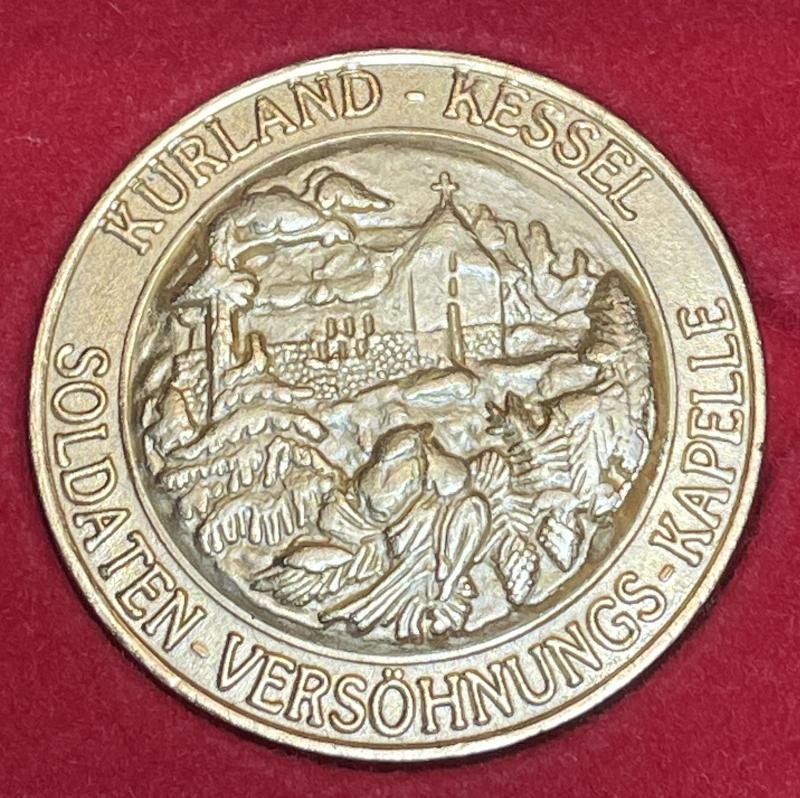 KURLAND - KESSEL
SOLDATEN - VERSÖHNUNGS - KAPELLE